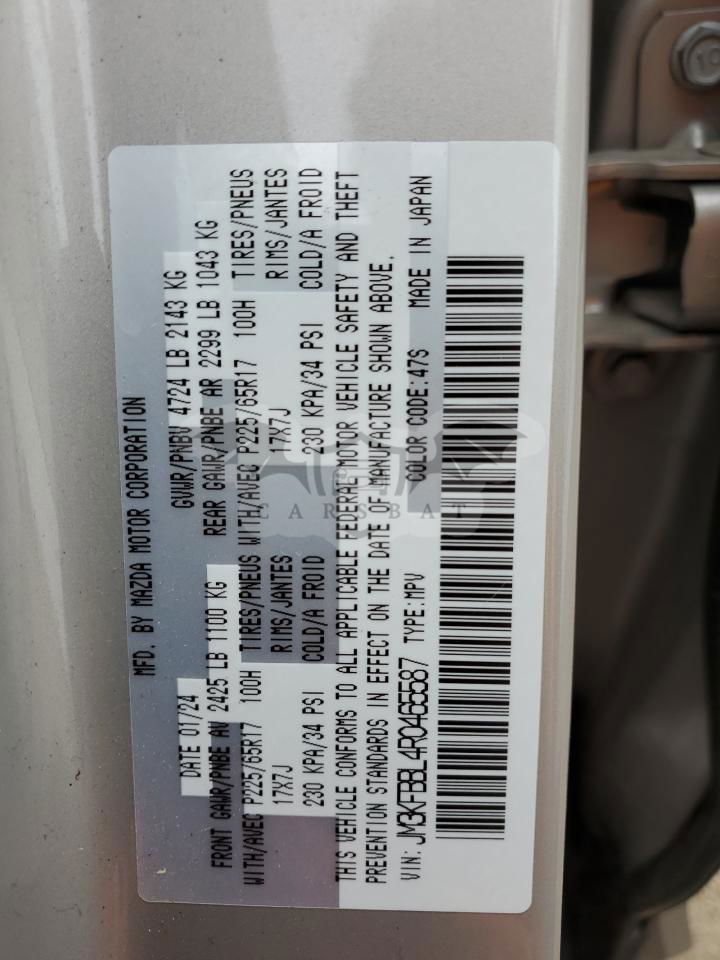 MFD. BY MAZDA MOTOR CORPORATION
DATE 01/24 GVWR/PNBV 4724 LB 2143 KG
FRONT GAWR/PNBE AV 2425 LB 1100 KG REAR GAWR/PNBE AR 2299 LB 1043 KG
WITH/AVEC P225/65R17 100H TIRES/PNEUS WITH/AVEC P225/65R17 100H TIRES/PNEUS
17X7J RIMS/JANTES 17X7J RIMS/JANTES
230 KPA/34 PSI COLD/A FROID 230 KPA/34 PSI COLD/A FROID
THIS VEHICLE CONFORMS TO ALL APPLICABLE FEDERAL MOTOR VEHICLE SAFETY AND THEFT
PREVENTION STANDARDS IN EFFECT ON THE DATE OF MANUFACTURE SHOWN ABOVE.
VIN: JM3KFBBL4R0465587 TYPE:MPV COLOR CODE:47S MADE IN JAPAN
CARSBAT
10